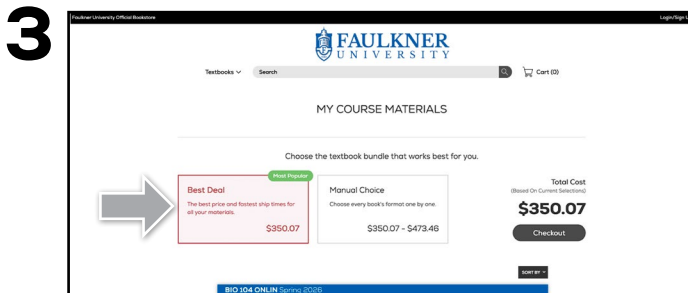 3
Faulkner University Official Bookstore
Login/Sign U
FAULKNER
UNIVERSITY
Textbooks
Search
Cart (0)
MY COURSE MATERIALS
Choose the textbook bundle that works best for you.
Most Popular
Best Deal
The best price and fastest ship times for
all your materials.
$350.07
Manual Choice
Choose every book's format one by one.
$350.07 - $473.46
Total Cost
(Based On Current Selections)
$350.07
Checkout
SORT BY
BIO 104 ONLIN Spring 2026